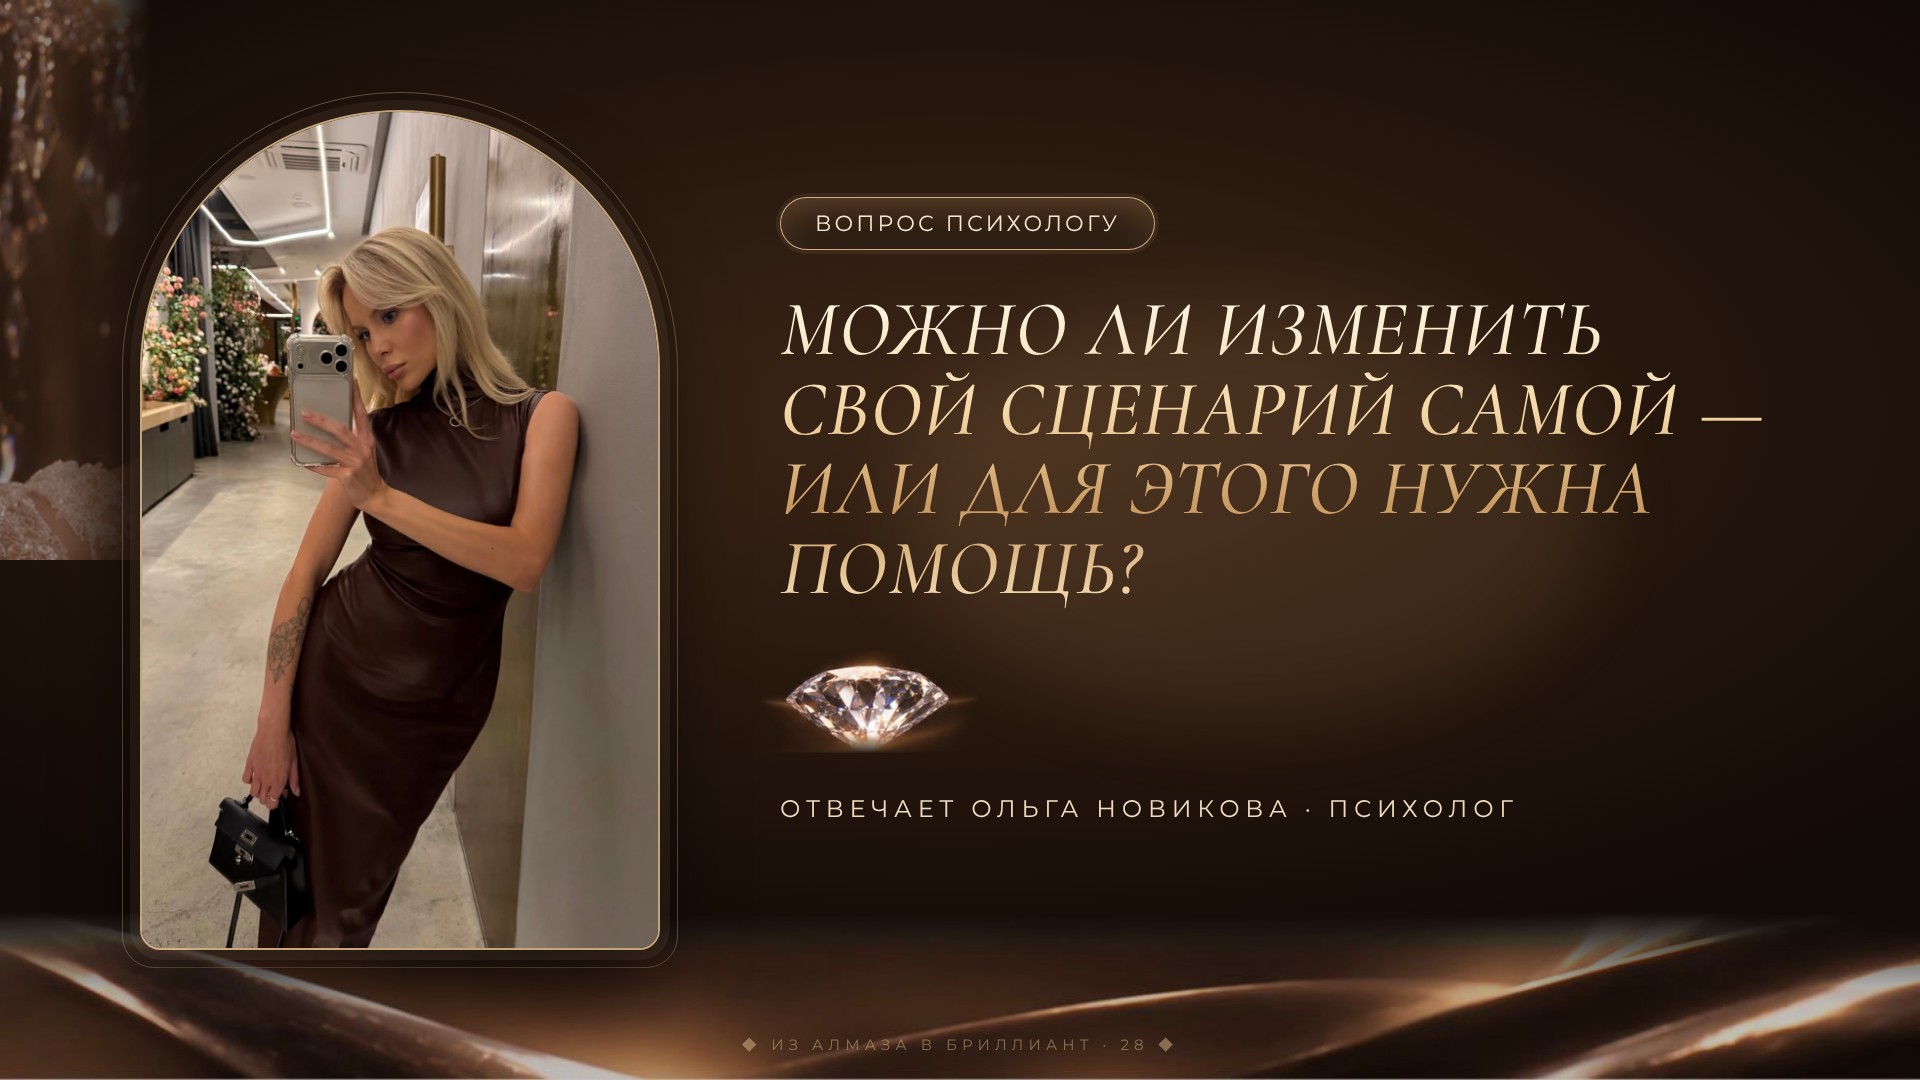 ВОПРОС ПСИХОЛОГУ
МОЖНО ЛИ ИЗМЕНИТЬ
СВОЙ СЦЕНАРИЙ САМОЙ —
ИЛИ ДЛЯ ЭТОГО НУЖНА
ПОМОЩЬ?
ОТВЕЧАЕТ ОЛЬГА НОВИКОВА · ПСИХОЛОГ
◆ ИЗ АЛМАЗА В БРИЛЛИАНТ · 28 ◆